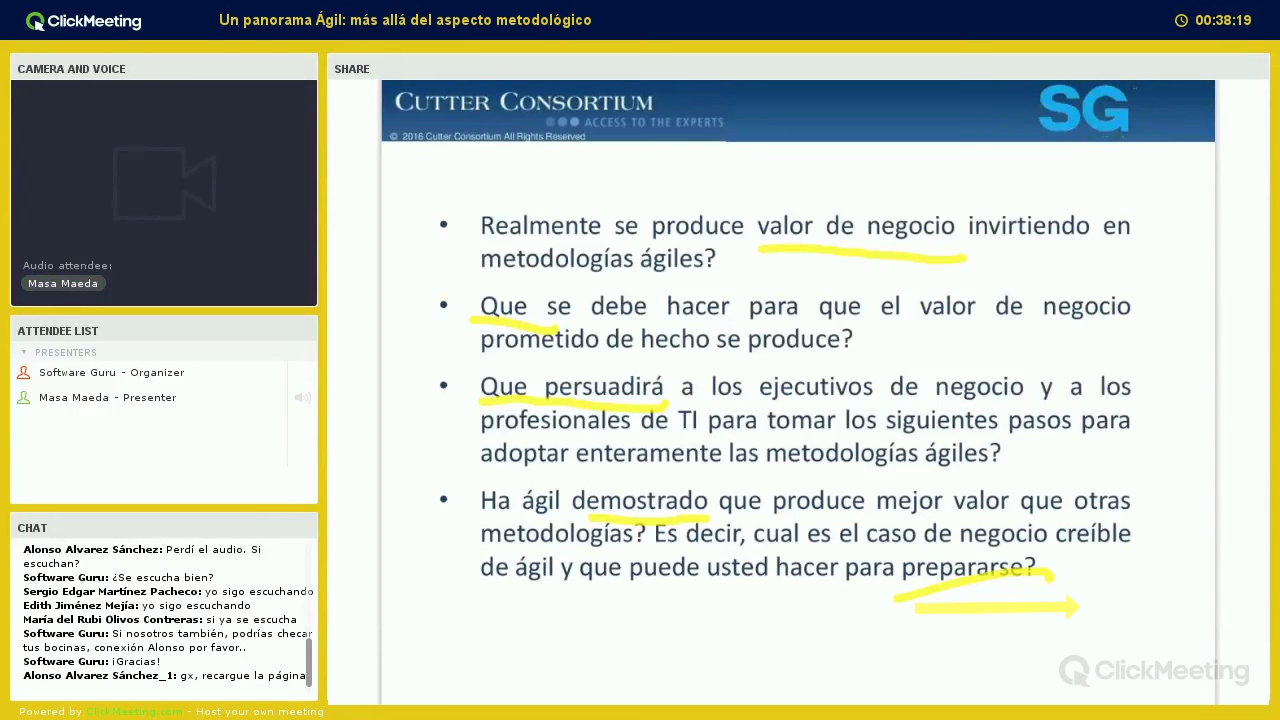 ClickMeeting
Un panorama Ágil: más allá del aspecto metodológico
00:38:19
CAMERA AND VOICE
Audio attendee:
Masa Maeda
ATTENDEE LIST
PRESENTERS
Software Guru - Organizer
Masa Maeda - Presenter
CHAT
Alonso Alvarez Sánchez: Perdí el audio. Si
escuchan?
Software Guru: ¿Se escucha bien?
Sergio Edgar Martínez Pacheco: yo sigo escuchando
Edith Jiménez Mejía: yo sigo escuchando
María del Rubi Olivos Contreras: si ya se escucha
Software Guru: Si nosotros también, podrías checar
tus bocinas, conexión Alonso por favor..
Software Guru: ¡Gracias!
Alonso Alvarez Sánchez_1: gx, recargue la página
Powered by ClickMeeting.com - Host your own meeting
SHARE
CUTTER CONSORTIUM
ACCESS TO THE EXPERTS
© 2016 Cutter Consortium All Rights Reserved
SG
• Realmente se produce valor de negocio invirtiendo en
metodologías ágiles?
• Que se debe hacer para que el valor de negocio
prometido de hecho se produce?
• Que persuadirá a los ejecutivos de negocio y a los
profesionales de TI para tomar los siguientes pasos para
adoptar enteramente las metodologías ágiles?
• Ha ágil demostrado que produce mejor valor que otras
metodologías? Es decir, cual es el caso de negocio creíble
de ágil y que puede usted hacer para prepararse?
ClickMeeting